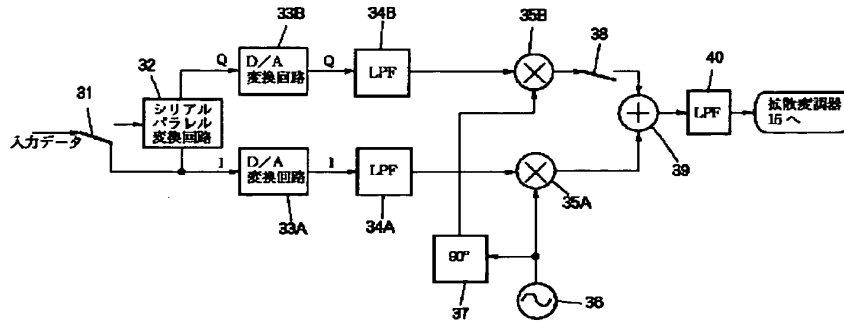 33B
34B
35B
38
40
32
31
Q
D/A
変換回路
Q
LPF
シリアル
パラレル
変換回路
入力データ
LPF
拡散変調器
15 へ
39
I
D/A
変換回路
I
LPF
35A
33A
34A
90°
37
36